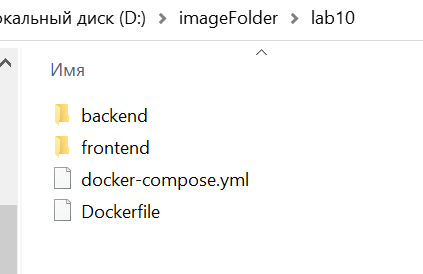 окальный диск (D:) > imageFolder > lab10
Имя
backend
frontend
docker-compose.yml
Dockerfile